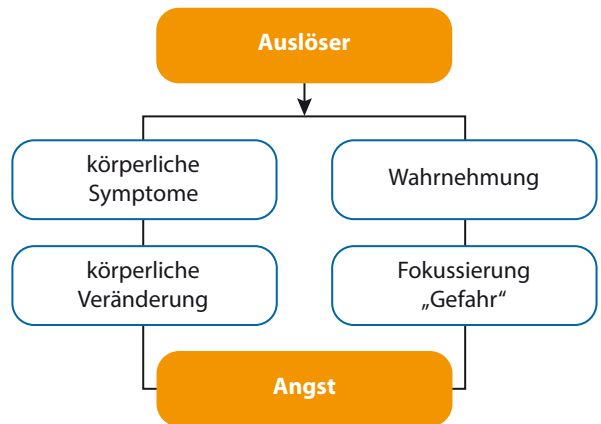 Auslöser
körperliche
Symptome
Wahrnehmung
körperliche
Veränderung
Fokussierung
„Gefahr“
Angst